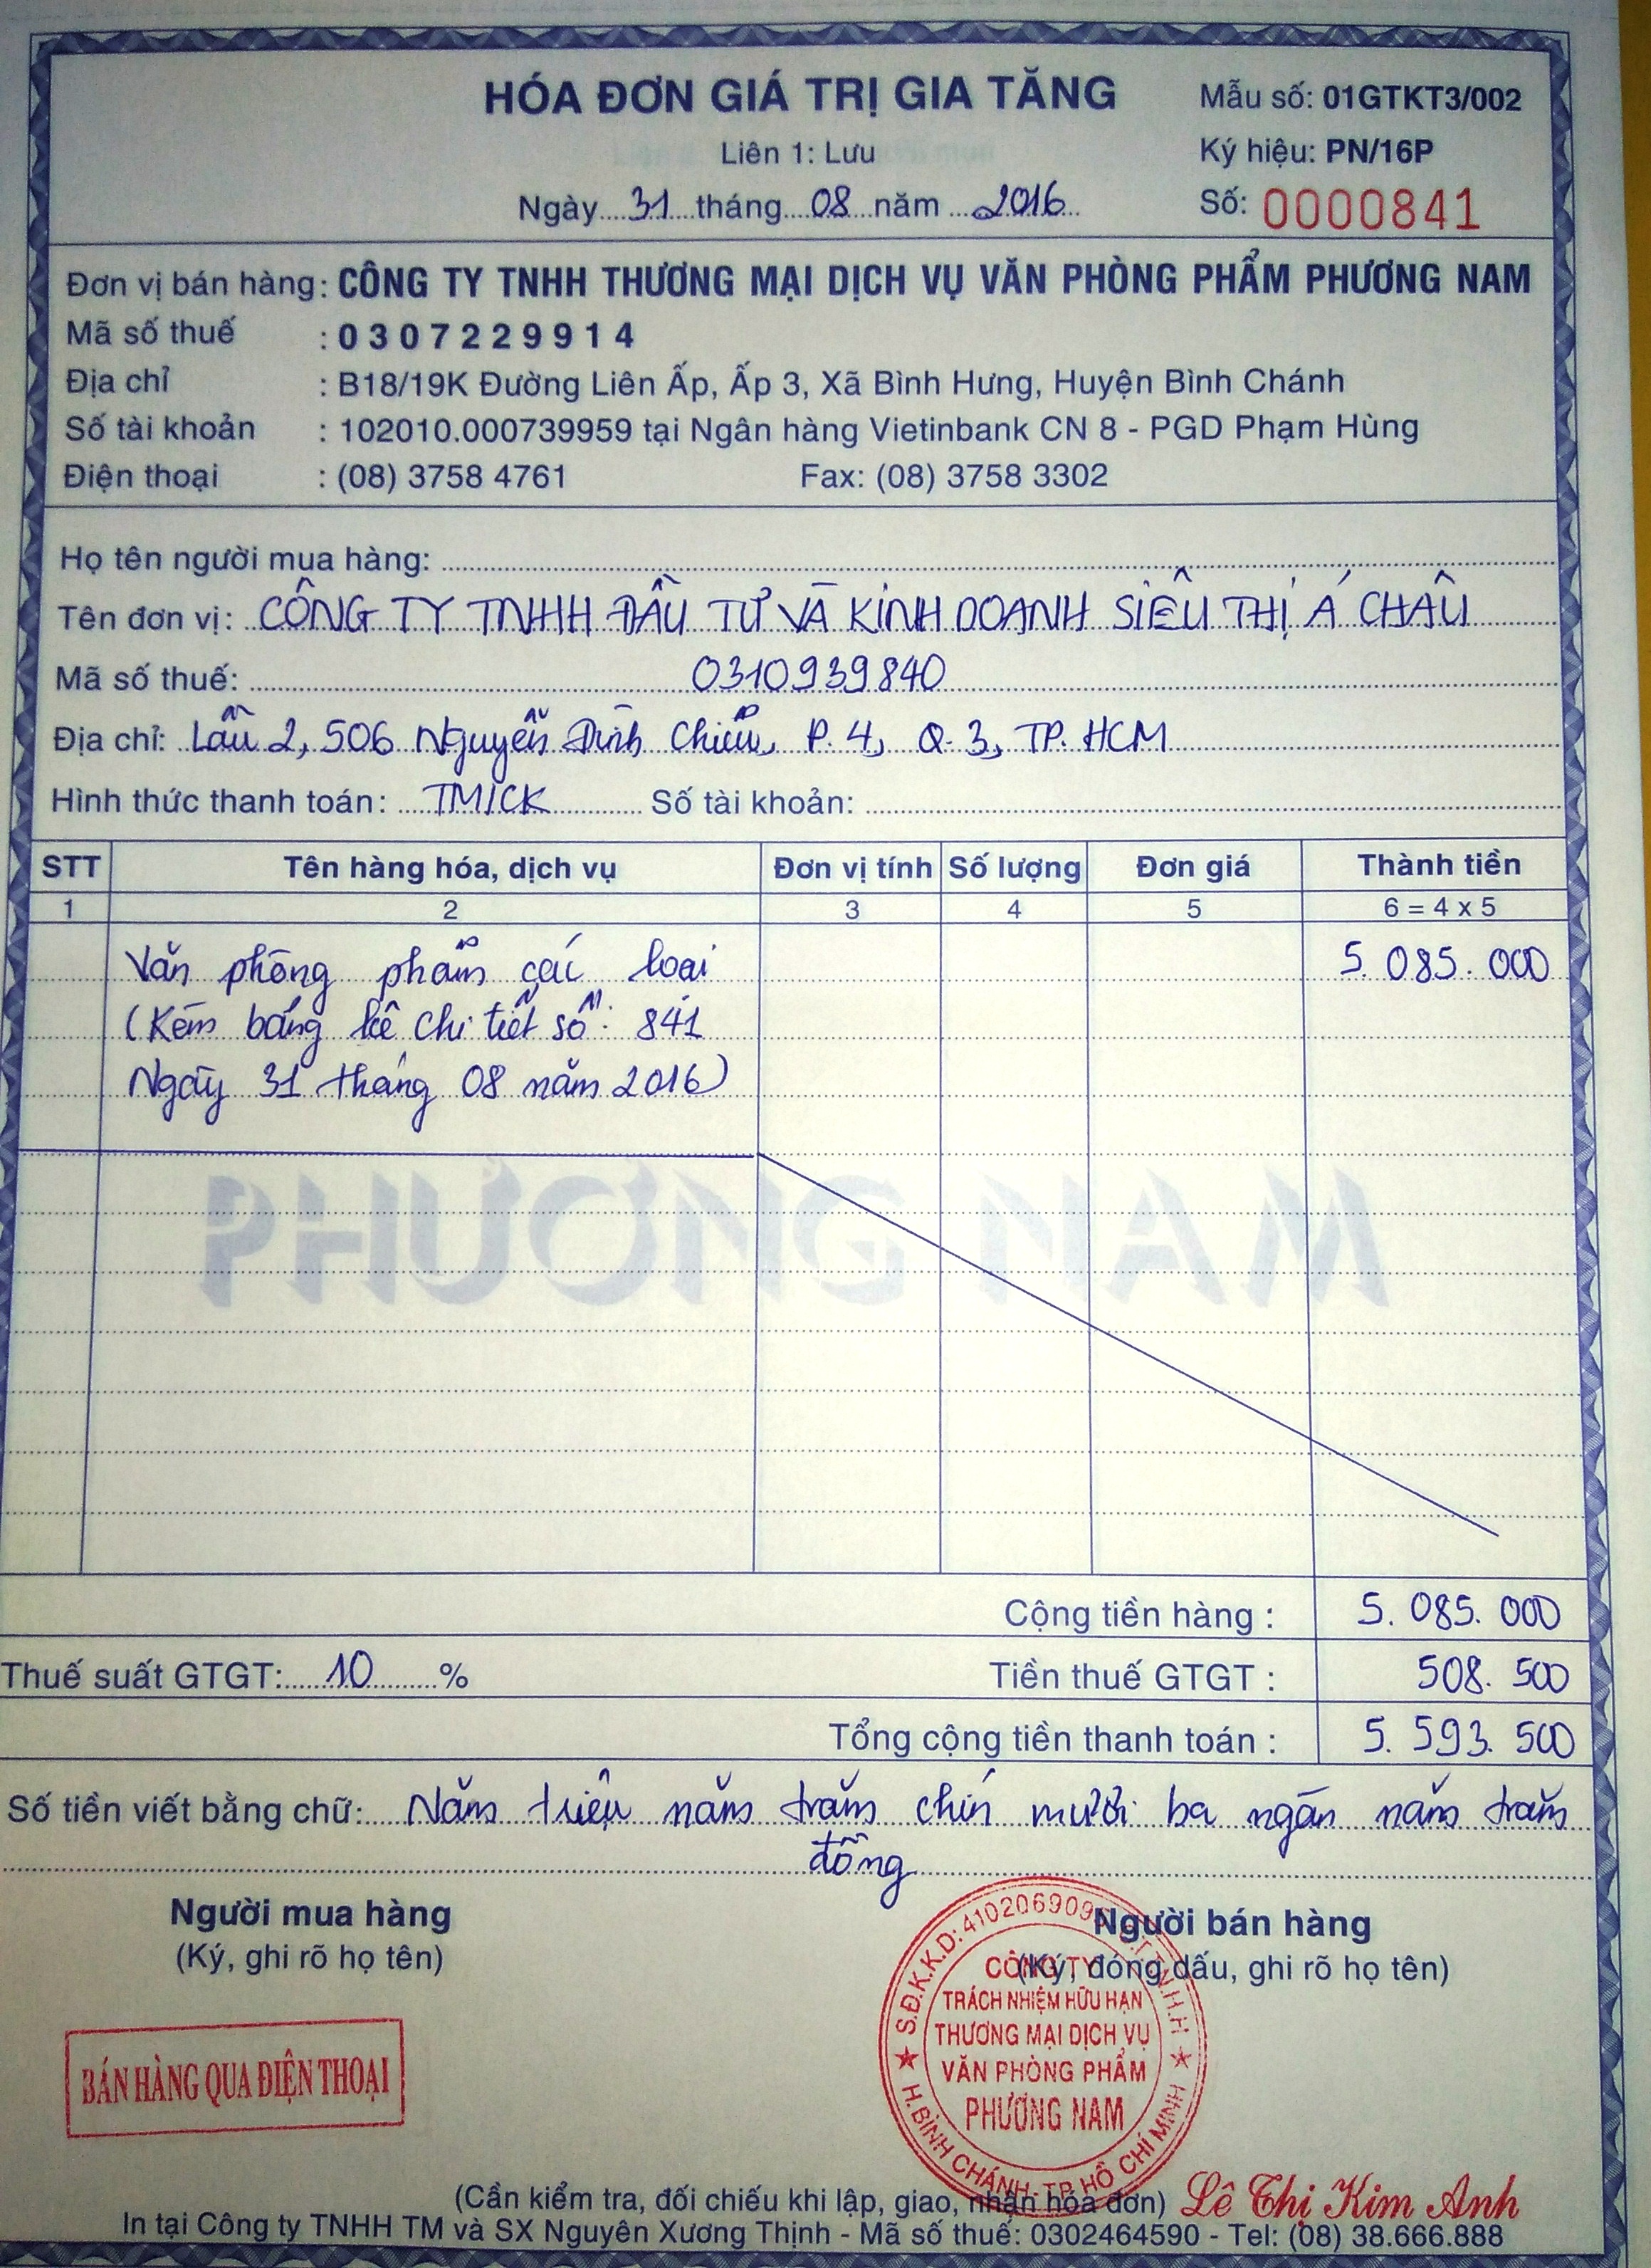 HÓA ĐƠN GIÁ TRỊ GIA TĂNG
Mẫu số: 01GTKT3/002
Liên 1: Lưu
Ký hiệu: PN/16P
Ngày 31 tháng 08 năm 2016
Số: 0000841
Đơn vị bán hàng: CÔNG TY TNHH THƯƠNG MẠI DỊCH VỤ VĂN PHÒNG PHẨM PHƯƠNG NAM
Mã số thuế : 0307229914
Địa chỉ : B18/19K Đường Liên Ấp, Ấp 3, Xã Bình Hưng, Huyện Bình Chánh
Số tài khoản : 102010.000739959 tại Ngân hàng Vietinbank CN 8 - PGD Phạm Hùng
Điện thoại : (08) 3758 4761 Fax: (08) 3758 3302
Họ tên người mua hàng:
Tên đơn vị: CÔNG TY TNHH ĐẦU TƯ VÀ KINH DOANH SIÊU THỊ Á CHÂU
Mã số thuế: 0310939840
Địa chỉ: Lầu 2, 506 Nguyễn Đình Chiểu, P. 4, Q. 3, TP. HCM
Hình thức thanh toán: TM/CK Số tài khoản:
STT Tên hàng hóa, dịch vụ Đơn vị tính Số lượng Đơn giá Thành tiền
1 2 3 4 5 6 = 4 x 5
Văn phòng phẩm các loại 5.085.000
(Kèm bảng kê chi tiết số: 841
Ngày 31 tháng 08 năm 2016)
PHƯƠNG NAM
Cộng tiền hàng : 5.085.000
Thuế suất GTGT: 10 % Tiền thuế GTGT : 508.500
Tổng cộng tiền thanh toán : 5.593.500
Số tiền viết bằng chữ: Năm triệu năm trăm chín mươi ba ngàn năm trăm
đồng
Người mua hàng
(Ký, ghi rõ họ tên)
Người bán hàng
(Ký, đóng dấu, ghi rõ họ tên)
BÁN HÀNG QUA ĐIỆN THOẠI
S.Đ.K.K.D: 410206909
CÔNG TY
TRÁCH NHIỆM HỮU HẠN
THƯƠNG MẠI DỊCH VỤ
VĂN PHÒNG PHẨM
PHƯƠNG NAM
H. BÌNH CHÁNH - TP. HỒ CHÍ MINH
Lê Thị Kim Anh
(Cần kiểm tra, đối chiếu khi lập, giao, nhận hóa đơn)
In tại Công ty TNHH TM và SX Nguyên Xương Thịnh - Mã số thuế: 0302464590 - Tel: (08) 38.666.888